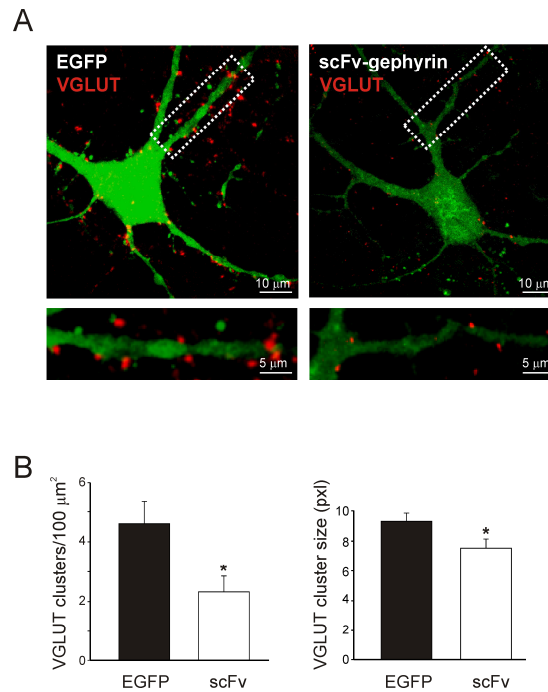 A
EGFP
VGLUT
10 μm
scFv-gephyrin
VGLUT
10 μm
5 μm
5 μm
B
VGLUT clusters/100 μm²
6
4
2
0
EGFP
*
scFv
VGLUT cluster size (pxl)
10
8
6
4
2
0
EGFP
*
scFv